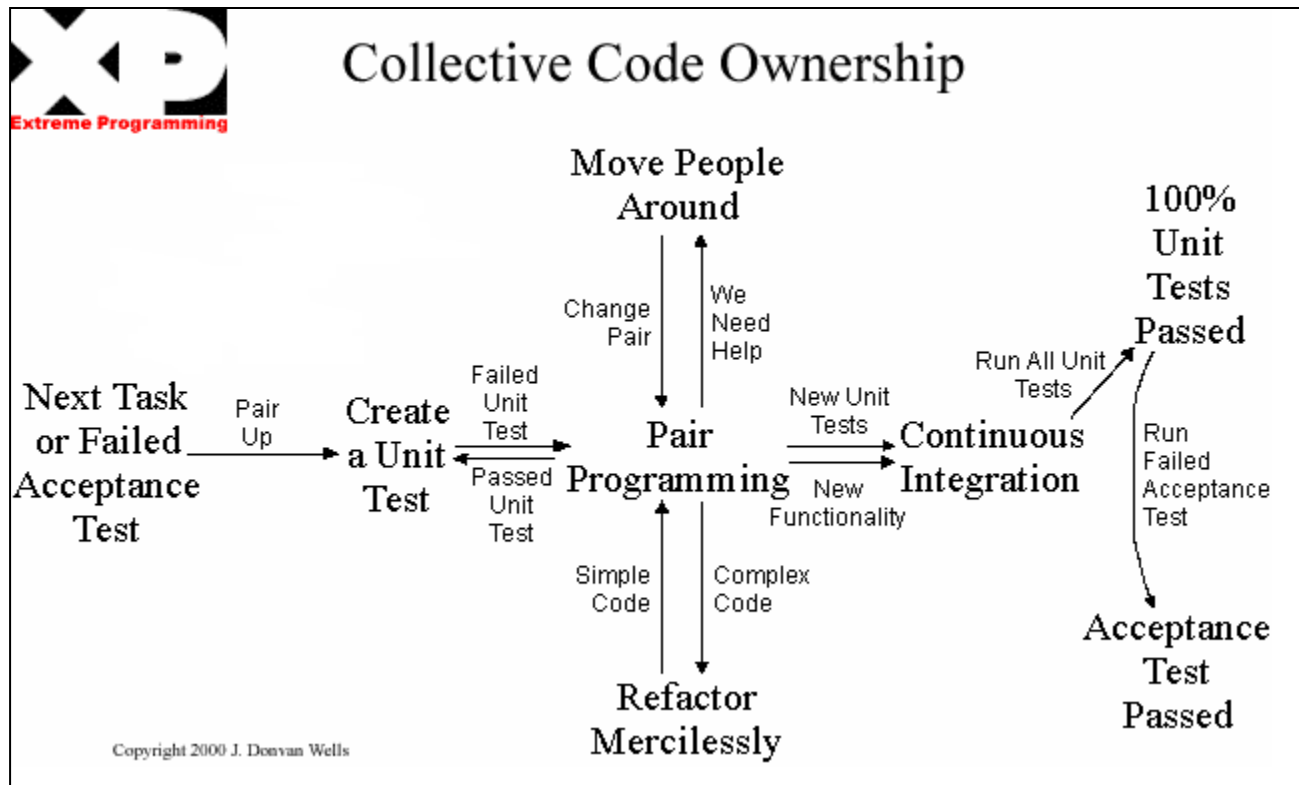 XP
Extreme Programming
Collective Code Ownership
Move People
Around
100%
Unit
Tests
Passed
Change
Pair
We
Need
Help
Run All Unit
Tests
Next Task
or Failed
Acceptance
Test
Pair
Up
Create
a Unit
Test
Failed
Unit
Test
Passed
Unit
Test
Pair
Programming
New Unit
Tests
New
Functionality
Continuous
Integration
Run
Failed
Acceptance
Test
Simple
Code
Complex
Code
Refactor
Mercilessly
Acceptance
Test
Passed
Copyright 2000 J. Donvan Wells